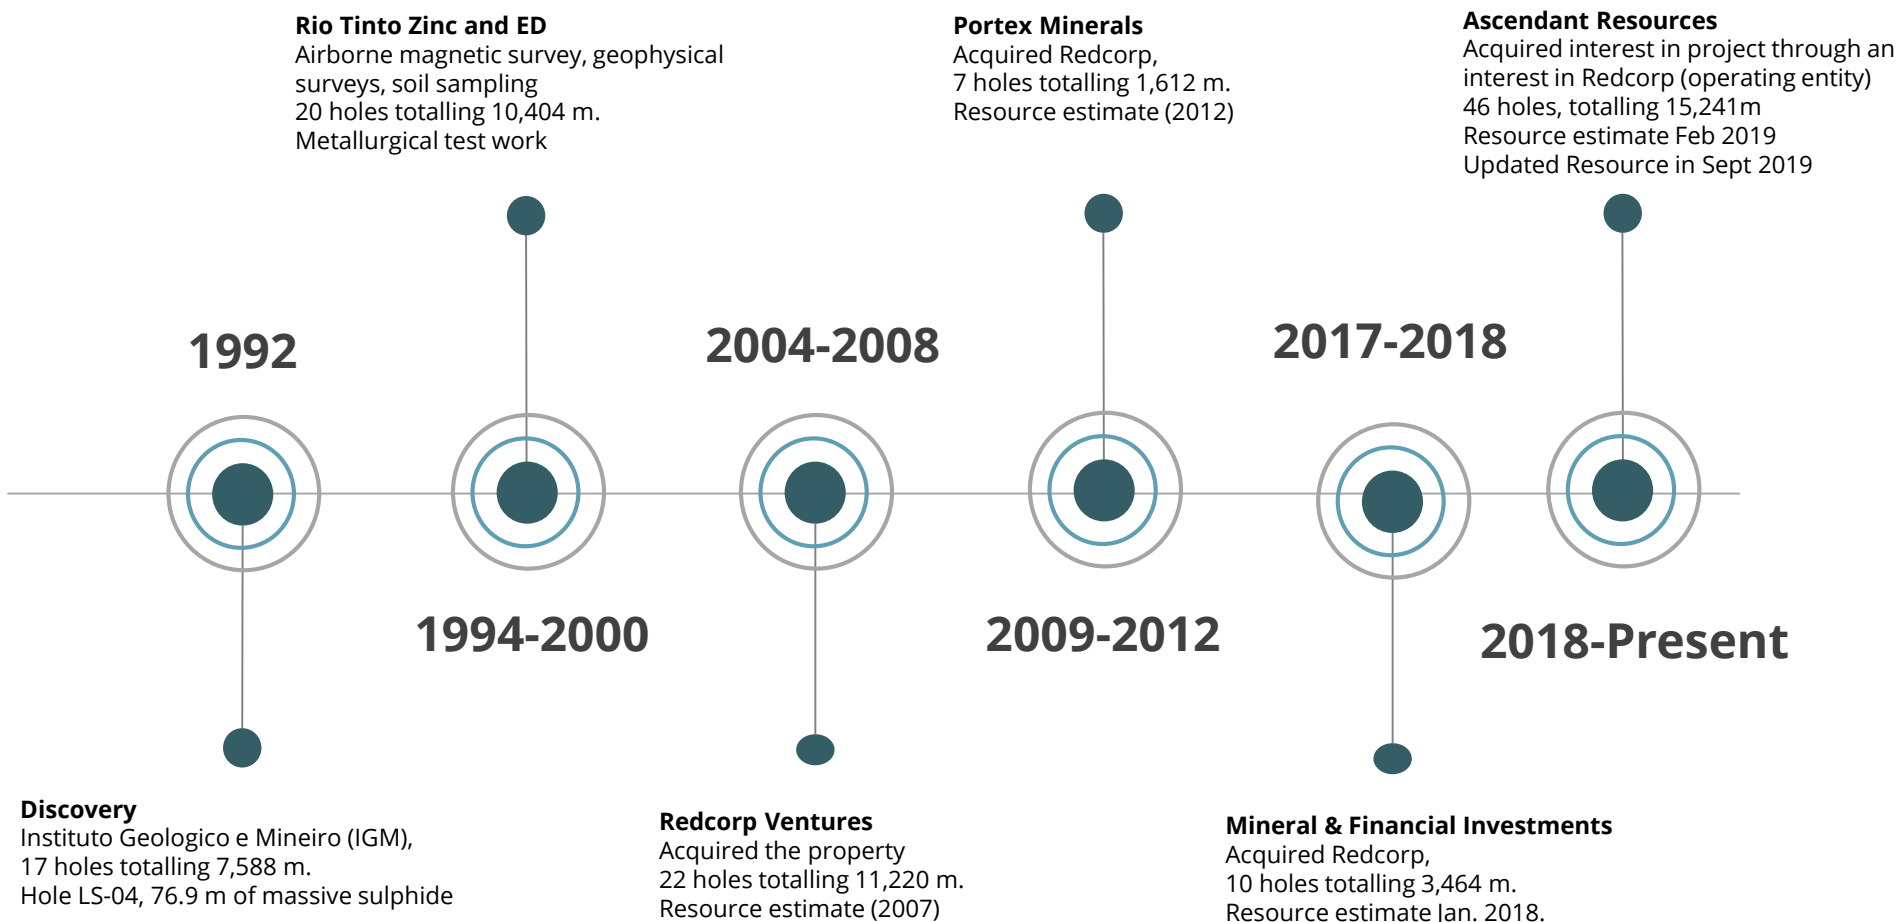 Rio Tinto Zinc and ED
Airborne magnetic survey, geophysical
surveys, soil sampling
20 holes totalling 10,404 m.
Metallurgical test work
Portex Minerals
Acquired Redcorp,
7 holes totalling 1,612 m.
Resource estimate (2012)
Ascendant Resources
Acquired interest in project through an
interest in Redcorp (operating entity)
46 holes, totalling 15,241m
Resource estimate Feb 2019
Updated Resource in Sept 2019
1992
2004-2008
2017-2018
1994-2000
2009-2012
2018-Present
Discovery
Instituto Geologico e Mineiro (IGM),
17 holes totalling 7,588 m.
Hole LS-04, 76.9 m of massive sulphide
Redcorp Ventures
Acquired the property
22 holes totalling 11,220 m.
Resource estimate (2007)
Mineral & Financial Investments
Acquired Redcorp,
10 holes totalling 3,464 m.
Resource estimate Jan. 2018.